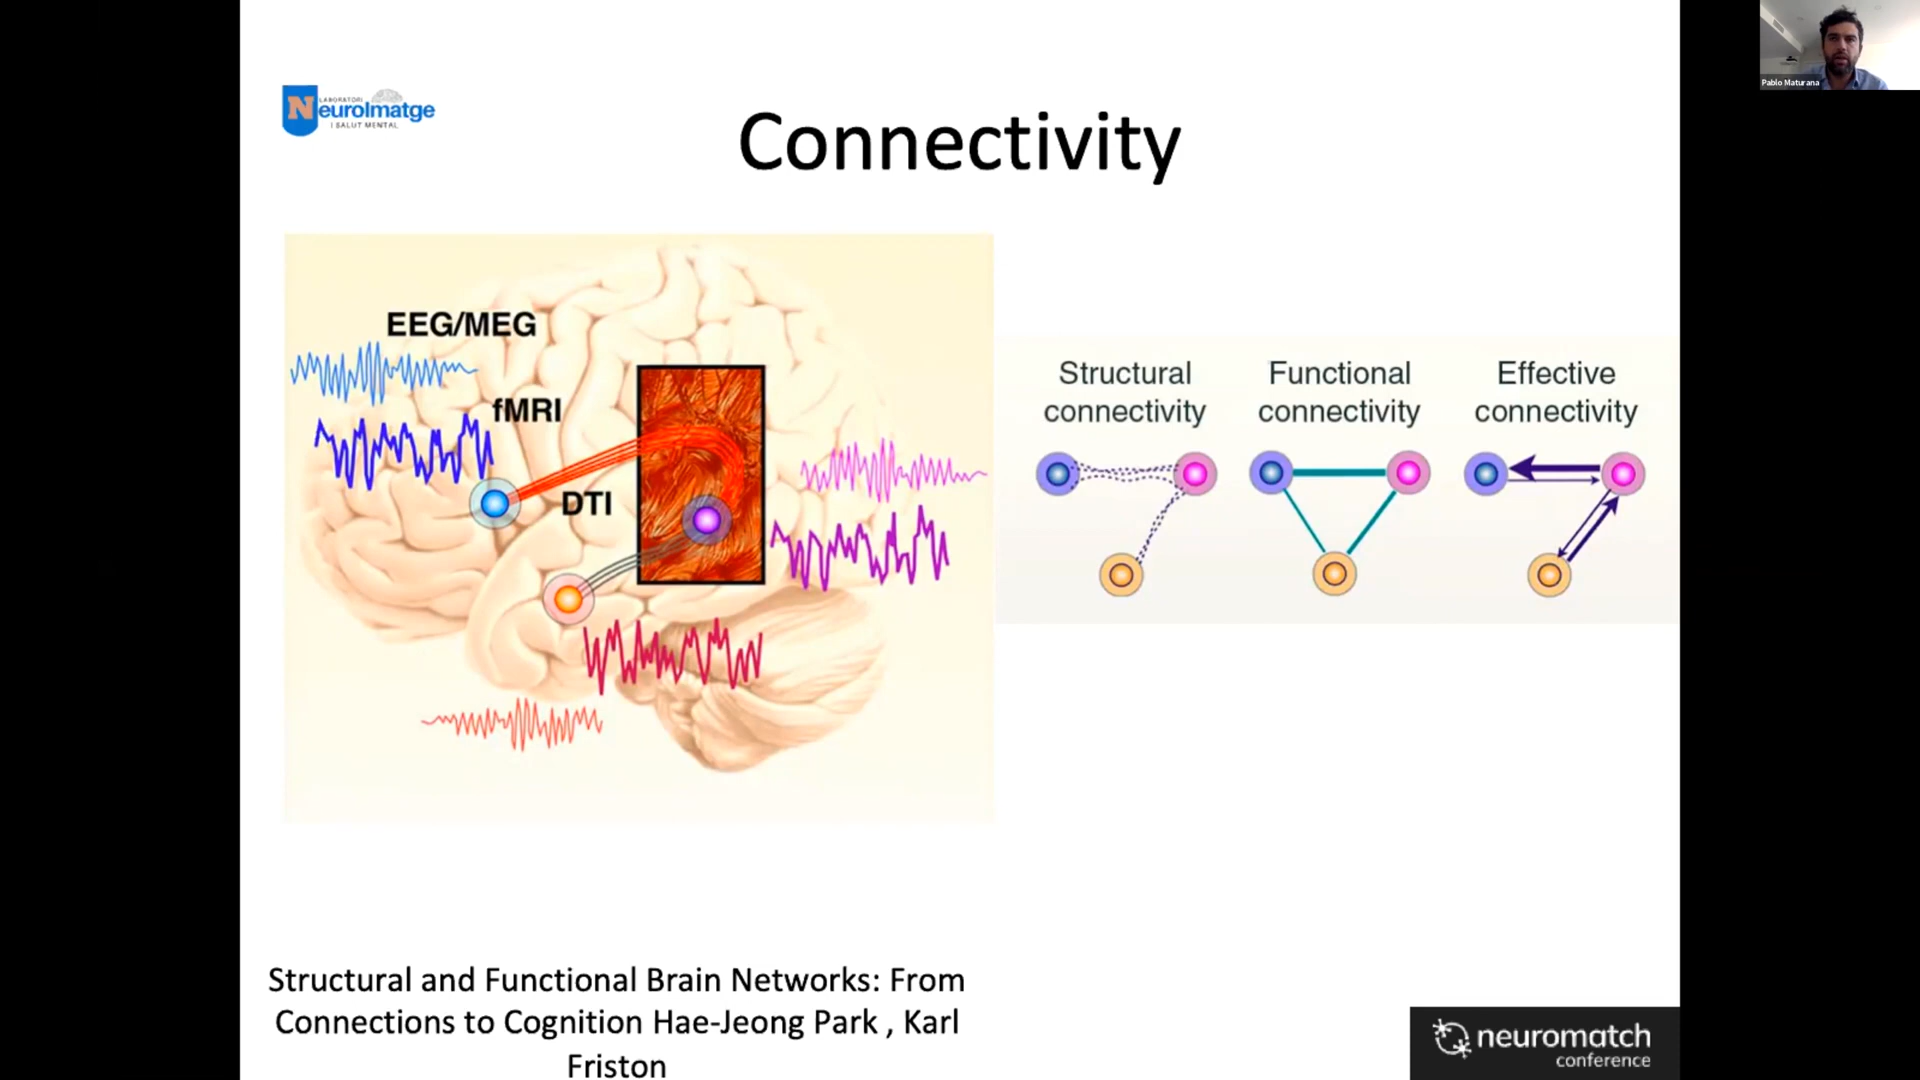 LABORATORI
NeuroImatge
I SALUT MENTAL
Connectivity
Pablo Maturana
EEG/MEG
fMRI
DTI
Structural
connectivity
Functional
connectivity
Effective
connectivity
Structural and Functional Brain Networks: From
Connections to Cognition Hae-Jeong Park , Karl
Friston
neuromatch
conference